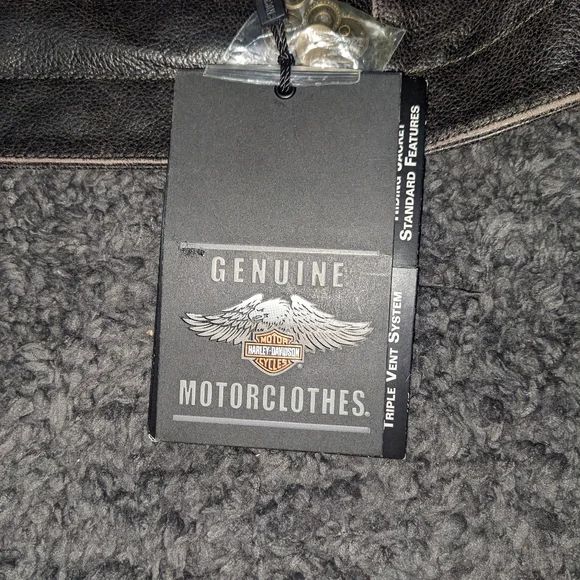 GENUINE
MOTOR
HARLEY-DAVIDSON
CYCLES
®
MOTORCLOTHES®
RIDING JACKET
STANDARD FEATURES
TRIPLE VENT SYSTEM